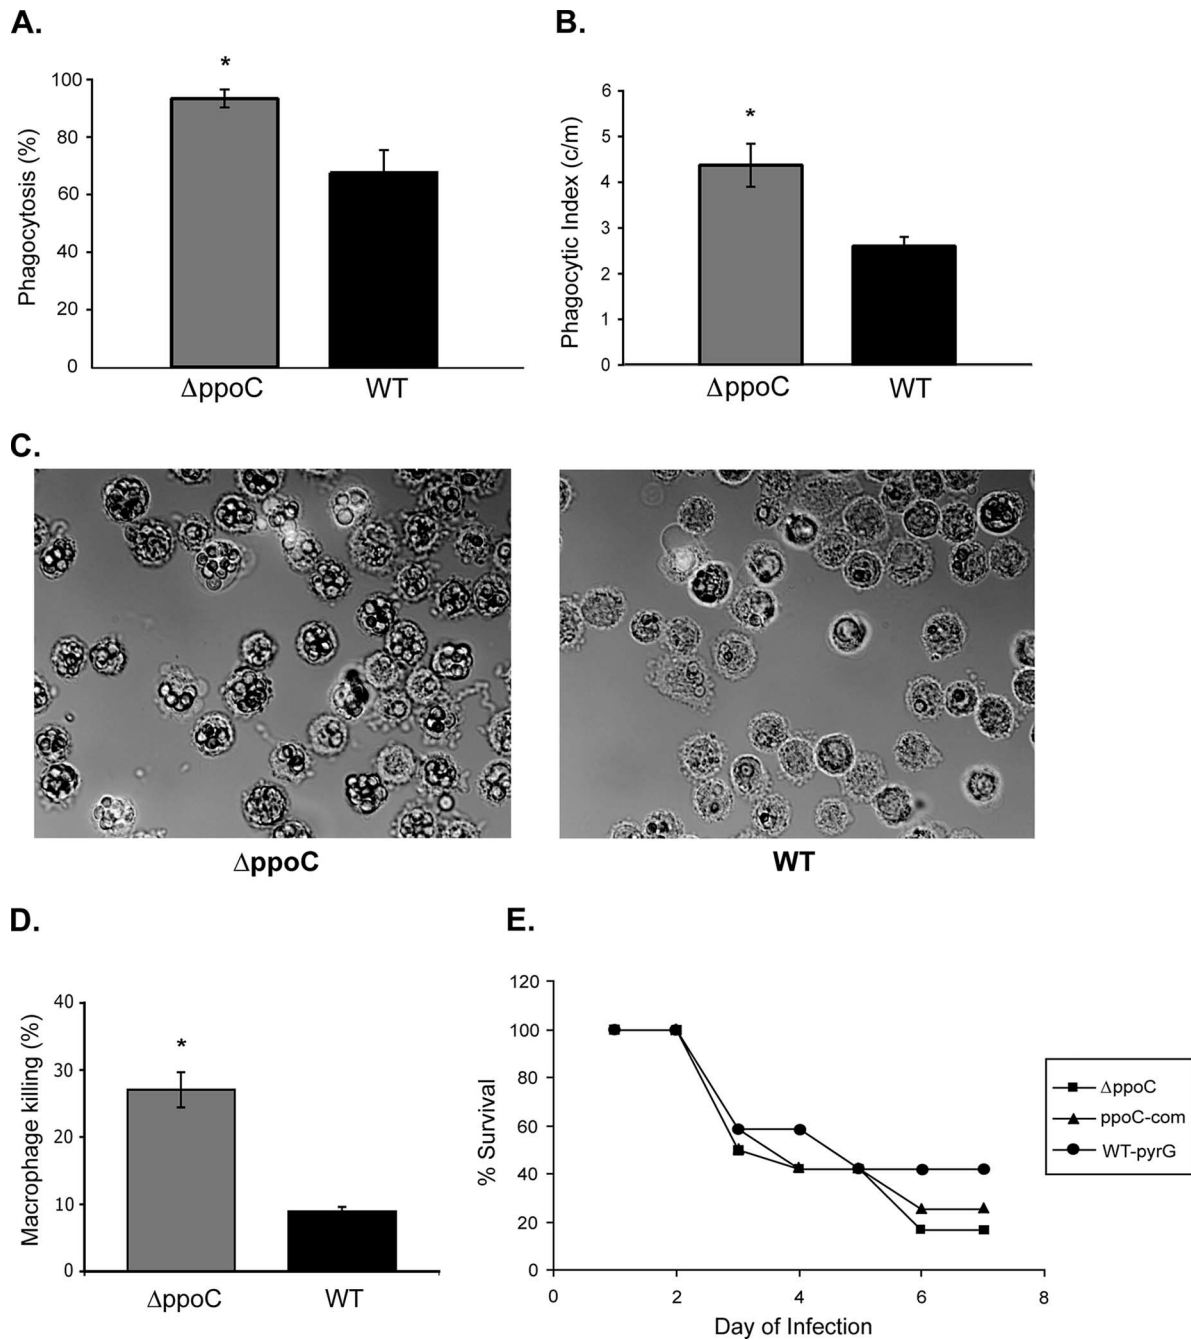 A.
Phagocytosis (%)
100
80
60
40
20
0
*
ΔppoC
WT
B.
Phagocytic Index (c/m)
6
5
4
3
2
1
0
*
ΔppoC
WT
C.
ΔppoC
WT
D.
Macrophage killing (%)
40
30
20
10
0
*
ΔppoC
WT
E.
% Survival
120
100
80
60
40
20
0
0
2
4
6
8
Day of Infection
ΔppoC
ppoC-com
WT-pyrG